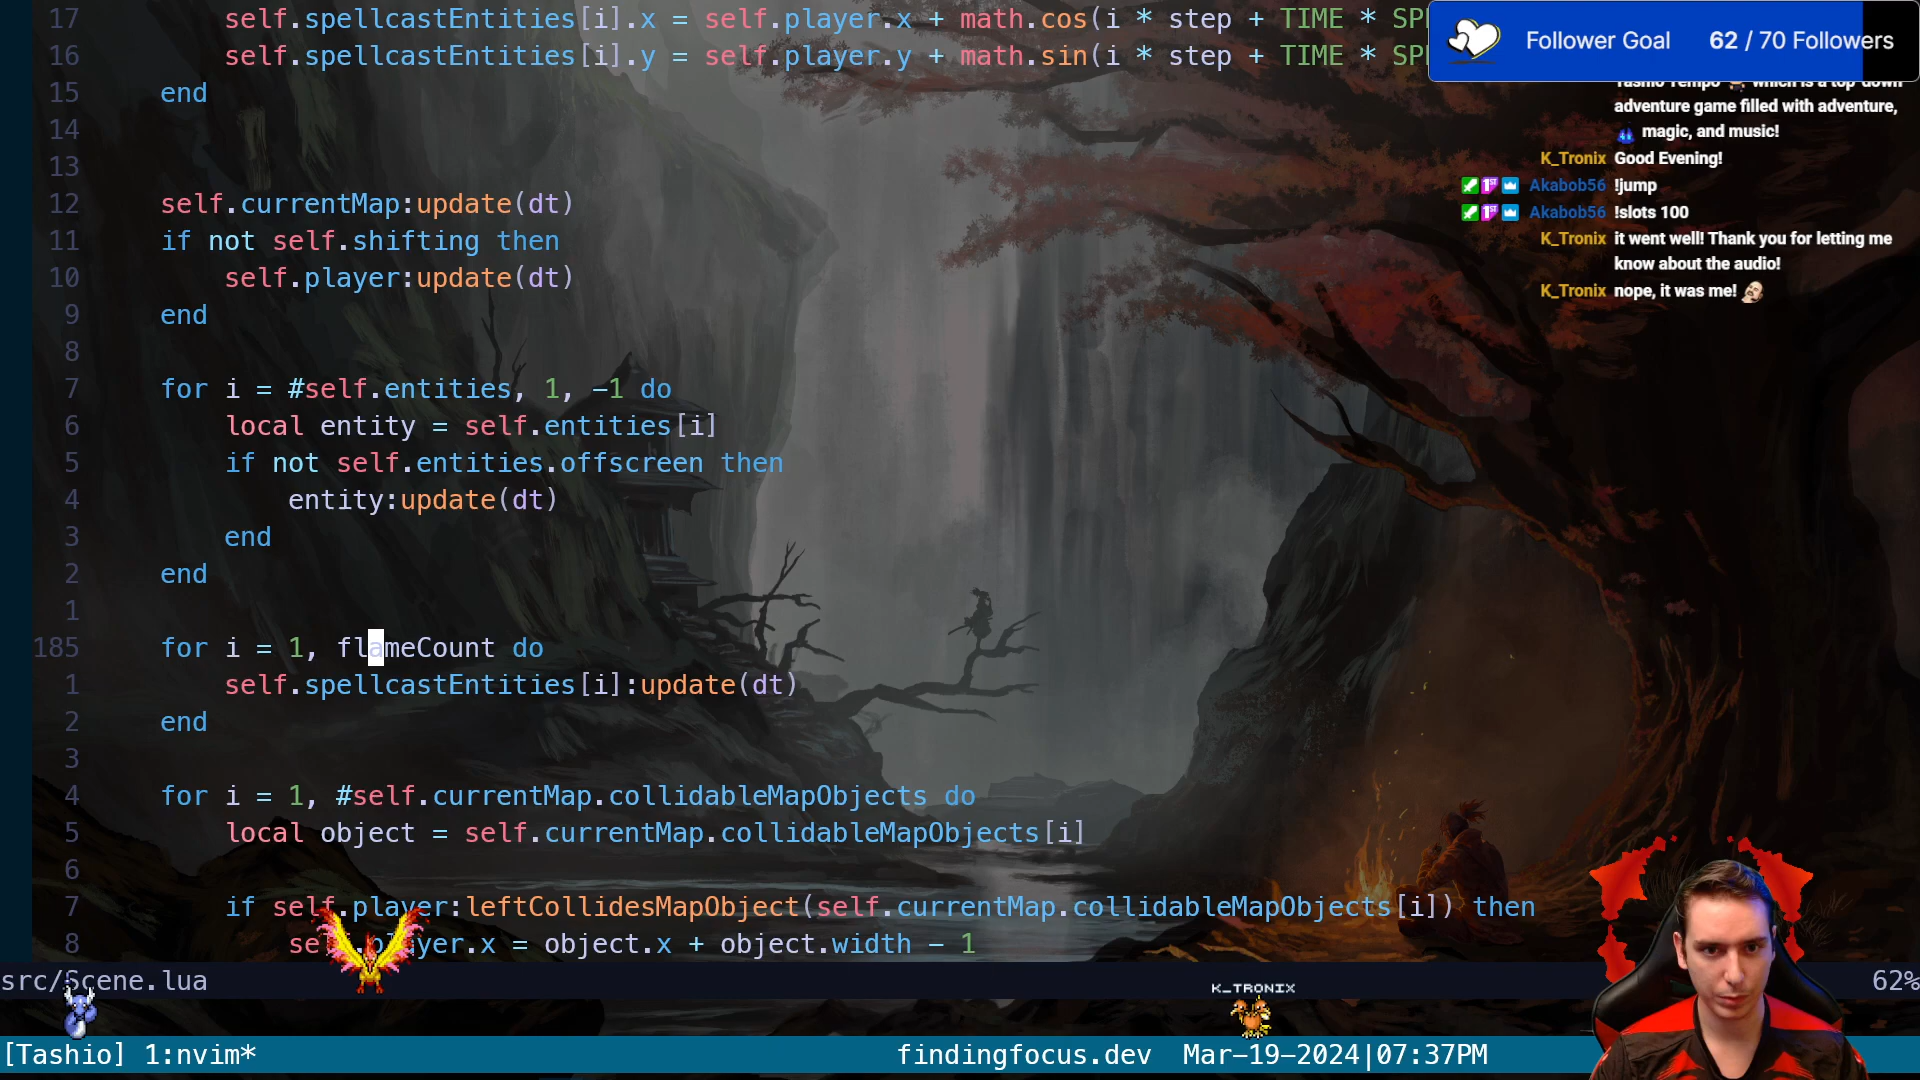 17 self.spellcastEntities[i].x = self.player.x + math.cos(i * step + TIME * SP
16 self.spellcastEntities[i].y = self.player.y + math.sin(i * step + TIME * SP
15 end
14
13
12 self.currentMap:update(dt)
11 if not self.shifting then
10 self.player:update(dt)
9 end
8
7 for i = #self.entities, 1, -1 do
6 local entity = self.entities[i]
5 if not self.entities.offscreen then
4 entity:update(dt)
3 end
2 end
1
185 for i = 1, flameCount do
1 self.spellcastEntities[i]:update(dt)
2 end
3
4 for i = 1, #self.currentMap.collidableMapObjects do
5 local object = self.currentMap.collidableMapObjects[i]
6
7 if self.player:leftCollidesMapObject(self.currentMap.collidableMapObjects[i]) then
8 self.player.x = object.x + object.width - 1
src/Scene.lua 62%
[Tashio] 1:nvim* findingfocus.dev Mar-19-2024|07:37PM
Follower Goal 62 / 70 Followers
Tashio Tempo which is a top-down
adventure game filled with adventure,
magic, and music!
K_Tronix Good Evening!
Akabob56 !jump
Akabob56 !slots 100
K_Tronix it went well! Thank you for letting me
know about the audio!
K_Tronix nope, it was me!
K_TRONIX